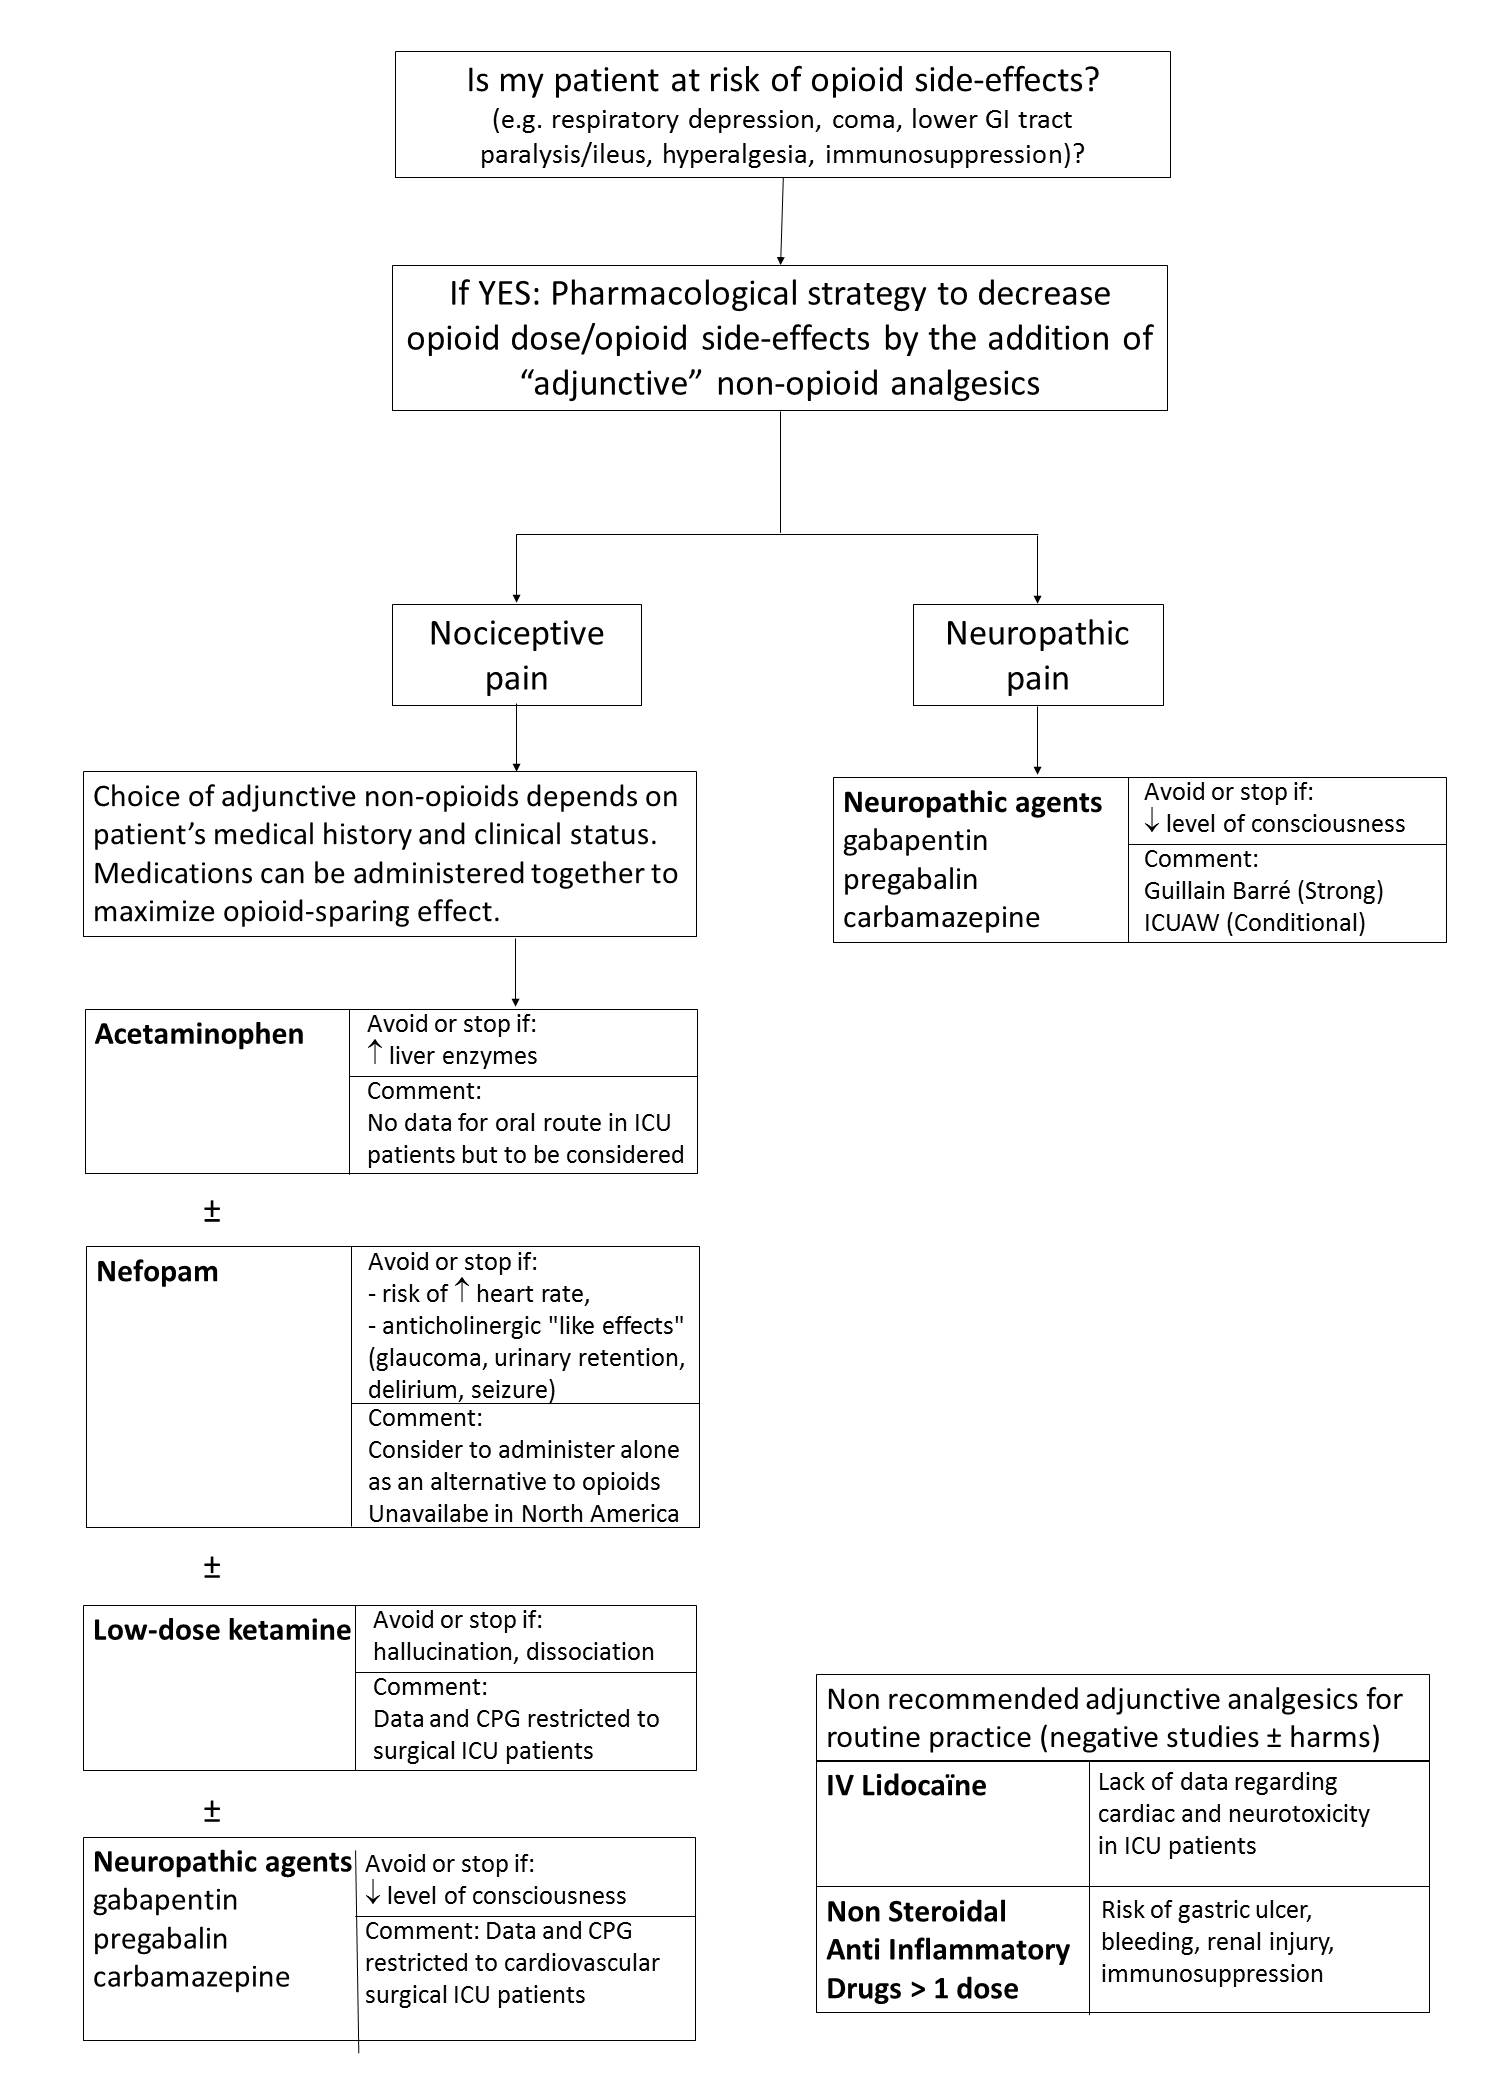 Is my patient at risk of opioid side-effects?
(e.g. respiratory depression, coma, lower GI tract
paralysis/ileus, hyperalgesia, immunosuppression)?
If YES: Pharmacological strategy to decrease
opioid dose/opioid side-effects by the addition of
“adjunctive” non-opioid analgesics
Nociceptive
pain
Neuropathic
pain
Choice of adjunctive non-opioids depends on
patient’s medical history and clinical status.
Medications can be administered together to
maximize opioid-sparing effect.
Neuropathic agents
gabapentin
pregabalin
carbamazepine
Avoid or stop if:
↓ level of consciousness
Comment:
Guillain Barré (Strong)
ICUAW (Conditional)
Acetaminophen
Avoid or stop if:
↑ liver enzymes
Comment:
No data for oral route in ICU
patients but to be considered
±
Nefopam
Avoid or stop if:
- risk of ↑ heart rate,
- anticholinergic "like effects"
(glaucoma, urinary retention,
delirium, seizure)
Comment:
Consider to administer alone
as an alternative to opioids
Unavailabe in North America
±
Low-dose ketamine
Avoid or stop if:
hallucination, dissociation
Comment:
Data and CPG restricted to
surgical ICU patients
±
Neuropathic agents
gabapentin
pregabalin
carbamazepine
Avoid or stop if:
↓ level of consciousness
Comment: Data and CPG
restricted to cardiovascular
surgical ICU patients
Non recommended adjunctive analgesics for
routine practice (negative studies ± harms)
IV Lidocaïne
Lack of data regarding
cardiac and neurotoxicity
in ICU patients
Non Steroidal
Anti Inflammatory
Drugs > 1 dose
Risk of gastric ulcer,
bleeding, renal injury,
immunosuppression